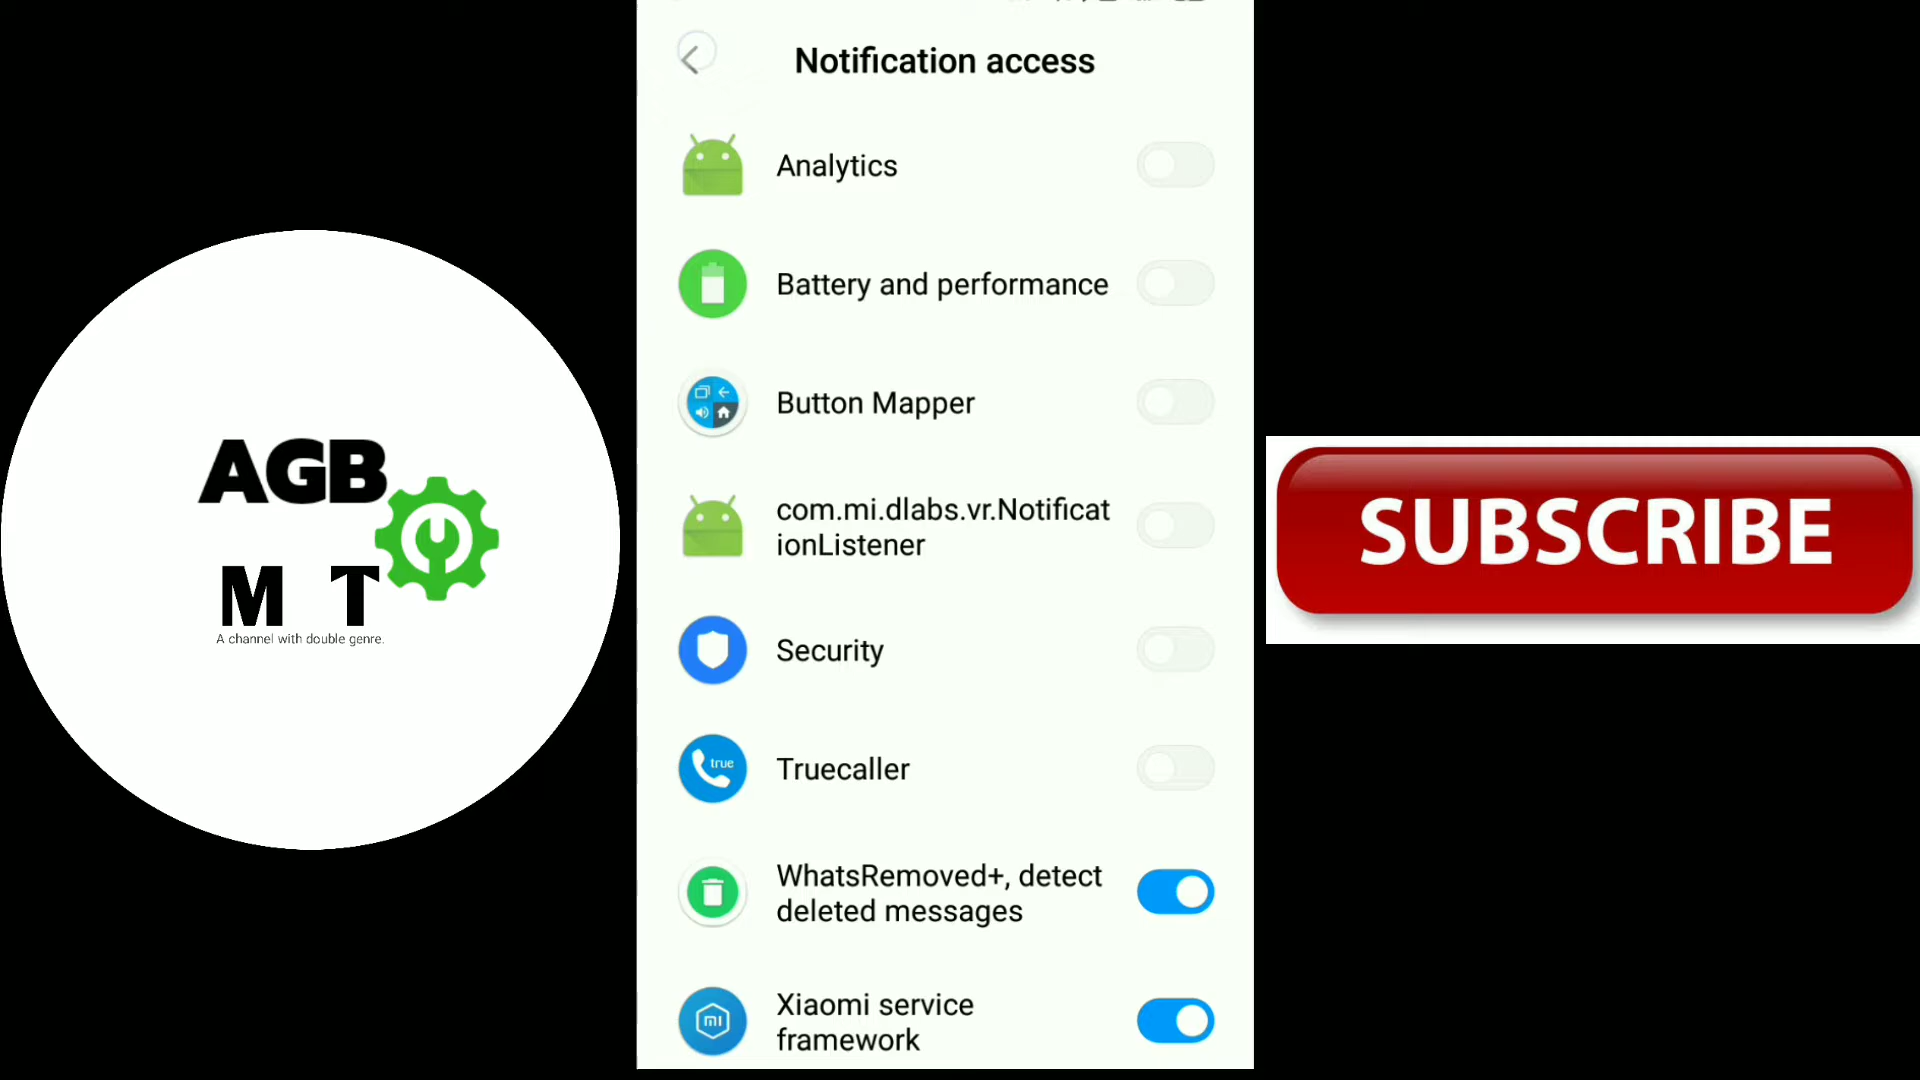 Notification access
Analytics
Battery and performance
Button Mapper
com.mi.dlabs.vr.Notificat
ionListener
Security
true
Truecaller
WhatsRemoved+, detect
deleted messages
mi
Xiaomi service
framework
AGB
M T
A channel with double genre.
SUBSCRIBE